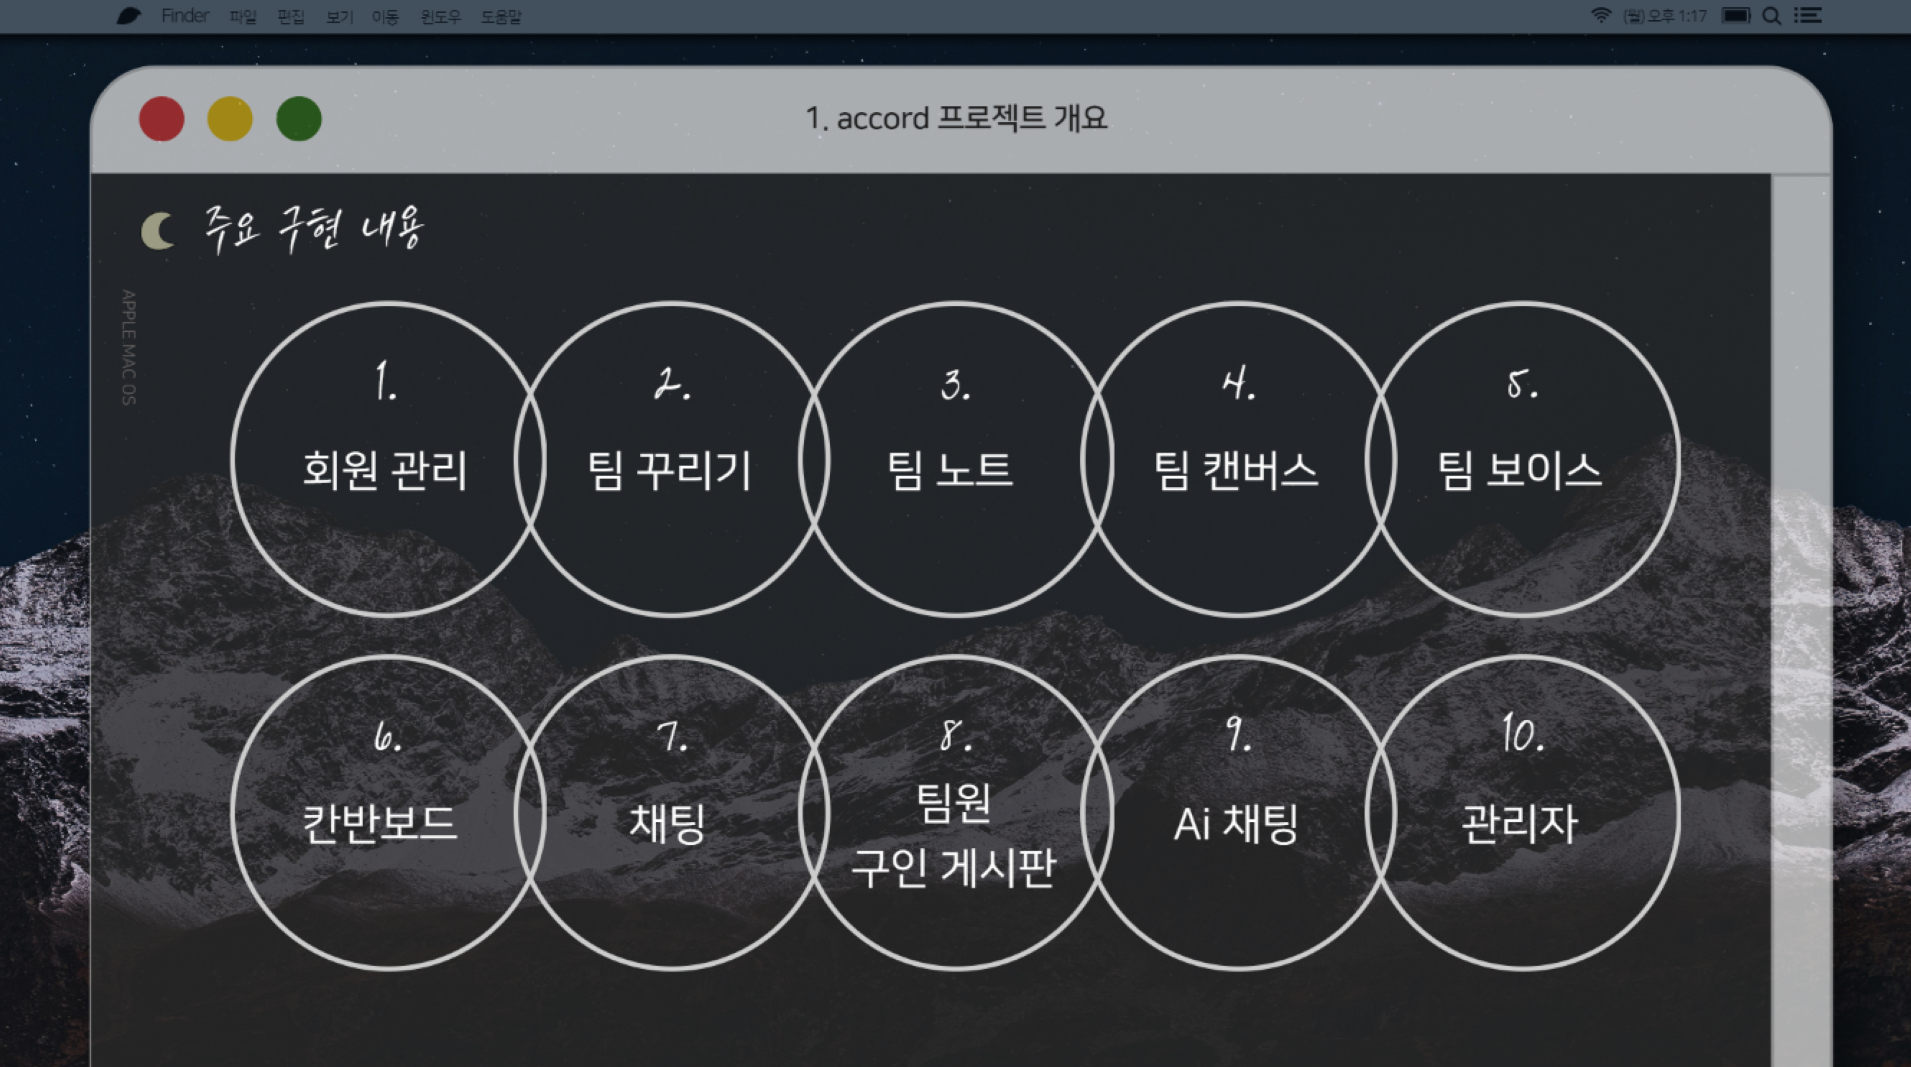 Finder 파일 편집 보기 이동 윈도우 도움말 (월) 오후 1:17
1. accord 프로젝트 개요
주요 구현 내용
APPLE MAC OS
1.
회원 관리
2.
팀 꾸리기
3.
팀 노트
4.
팀 캔버스
5.
팀 보이스
6.
칸반보드
7.
채팅
8.
팀원
구인 게시판
9.
Ai 채팅
10.
관리자